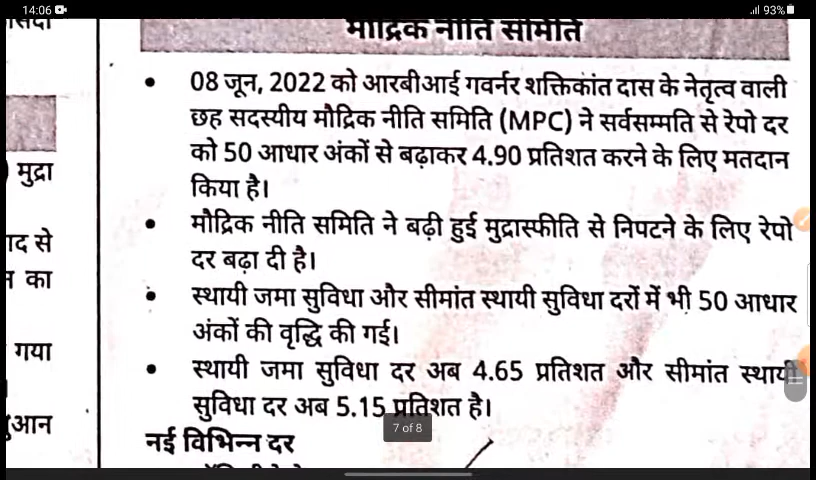 14:06
93%
मौद्रिक नीति समिति
• 08 जून, 2022 को आरबीआई गवर्नर शक्तिकांत दास के नेतृत्व वाली
छह सदस्यीय मौद्रिक नीति समिति (MPC) ने सर्वसम्मति से रेपो दर
को 50 आधार अंकों से बढ़ाकर 4.90 प्रतिशत करने के लिए मतदान
किया है।
• मौद्रिक नीति समिति ने बढ़ी हुई मुद्रास्फीति से निपटने के लिए रेपो
दर बढ़ा दी है।
• स्थायी जमा सुविधा और सीमांत स्थायी सुविधा दरों में भी 50 आधार
अंकों की वृद्धि की गई।
• स्थायी जमा सुविधा दर अब 4.65 प्रतिशत और सीमांत स्थायी
सुविधा दर अब 5.15 प्रतिशत है।
7 of 8
नई विभिन्न दर
मुद्रा
से
का
गया